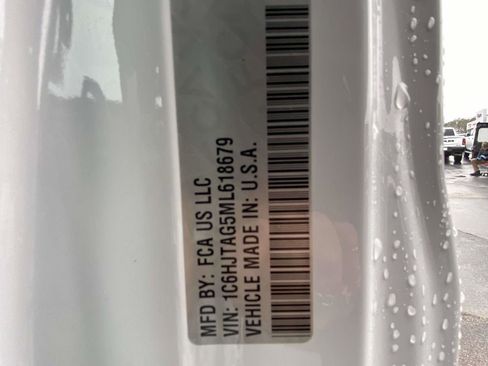 MFD BY: FCA US LLC
VIN: 1C6HJTAG5ML618679
VEHICLE MADE IN: U.S.A.